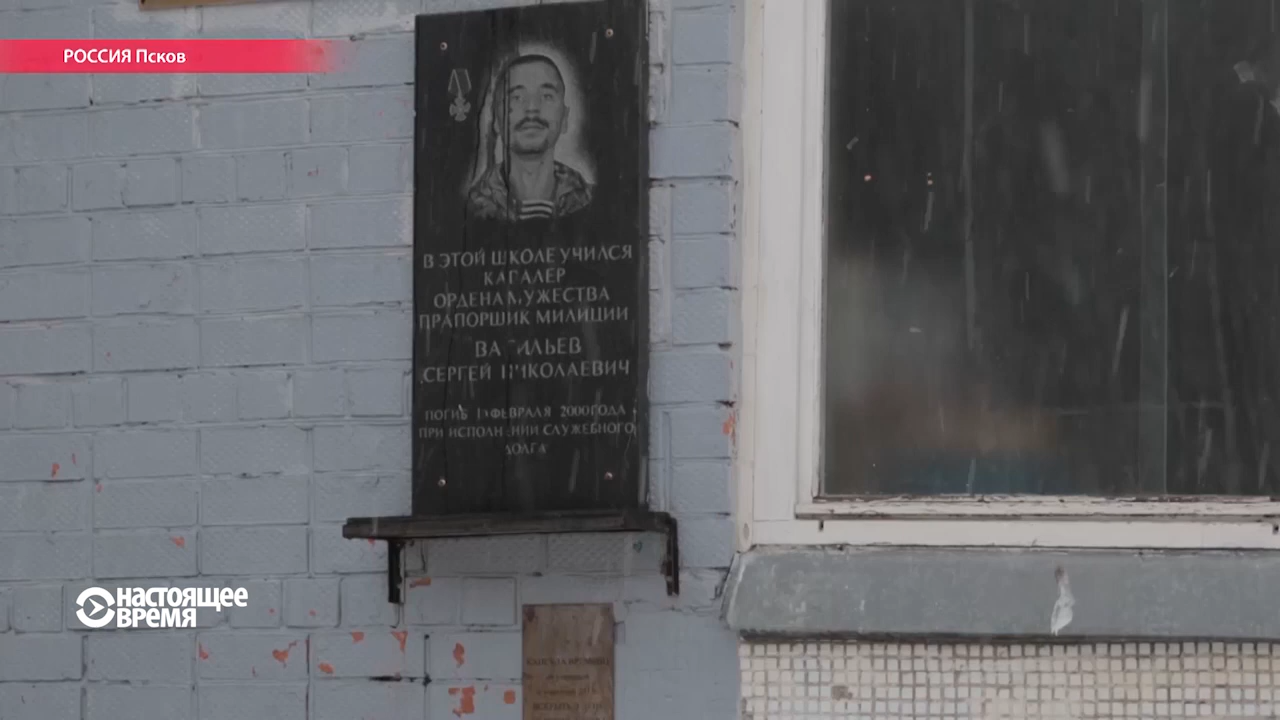 РОССИЯ Псков
В ЭТОЙ ШКОЛЕ УЧИЛСЯ
КАВАЛЕР
ОРДЕНА МУЖЕСТВА
ПРАПОРЩИК МИЛИЦИИ
ВАСИЛЬЕВ
СЕРГЕЙ НИКОЛАЕВИЧ
ПОГИБ ФЕВРАЛЯ 2000 ГОДА
ПРИ ИСПОЛНЕНИИ СЛУЖЕБНОГО
ДОЛГА
НАСТОЯЩЕЕ
ВРЕМЯ